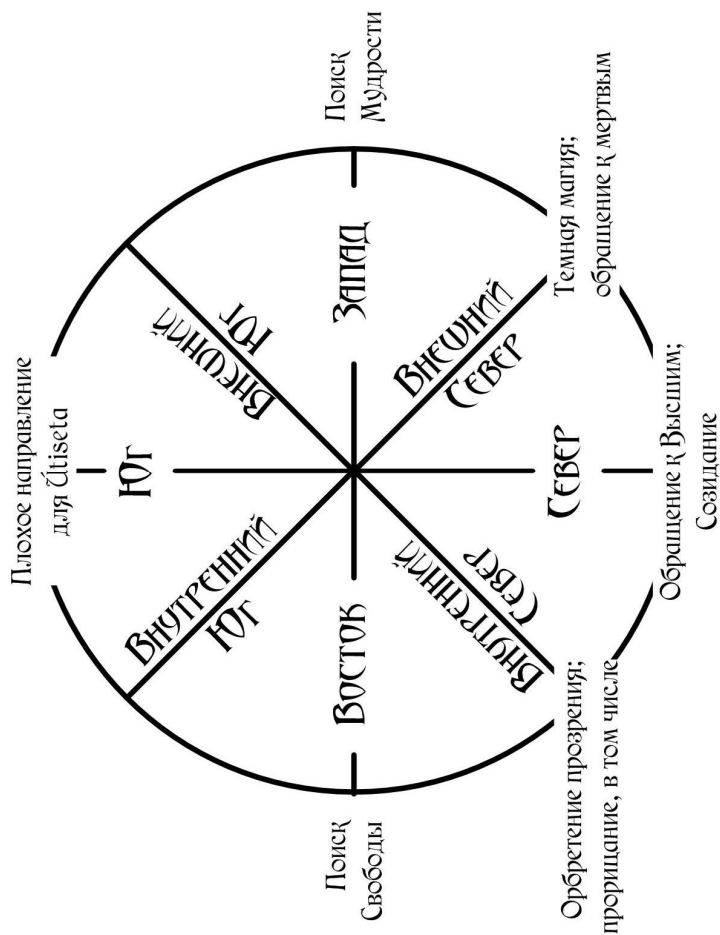 Плохое направление
для Útiseta
ЮГ
ВНУТРЕННИЙ
ЮГ
ВНЕШНИЙ
ЮГ
Поиск
Свободы
ВОСТОК
ЗАПАД
Поиск
Мудрости
ВНУТРЕННИЙ
СЕВЕР
ВНЕШНИЙ
СЕВЕР
СЕВЕР
Орбретение прозрения;
прорицание, в том числе
Темная магия;
обращение к мертвым
Обращение к Высшим;
Созидание